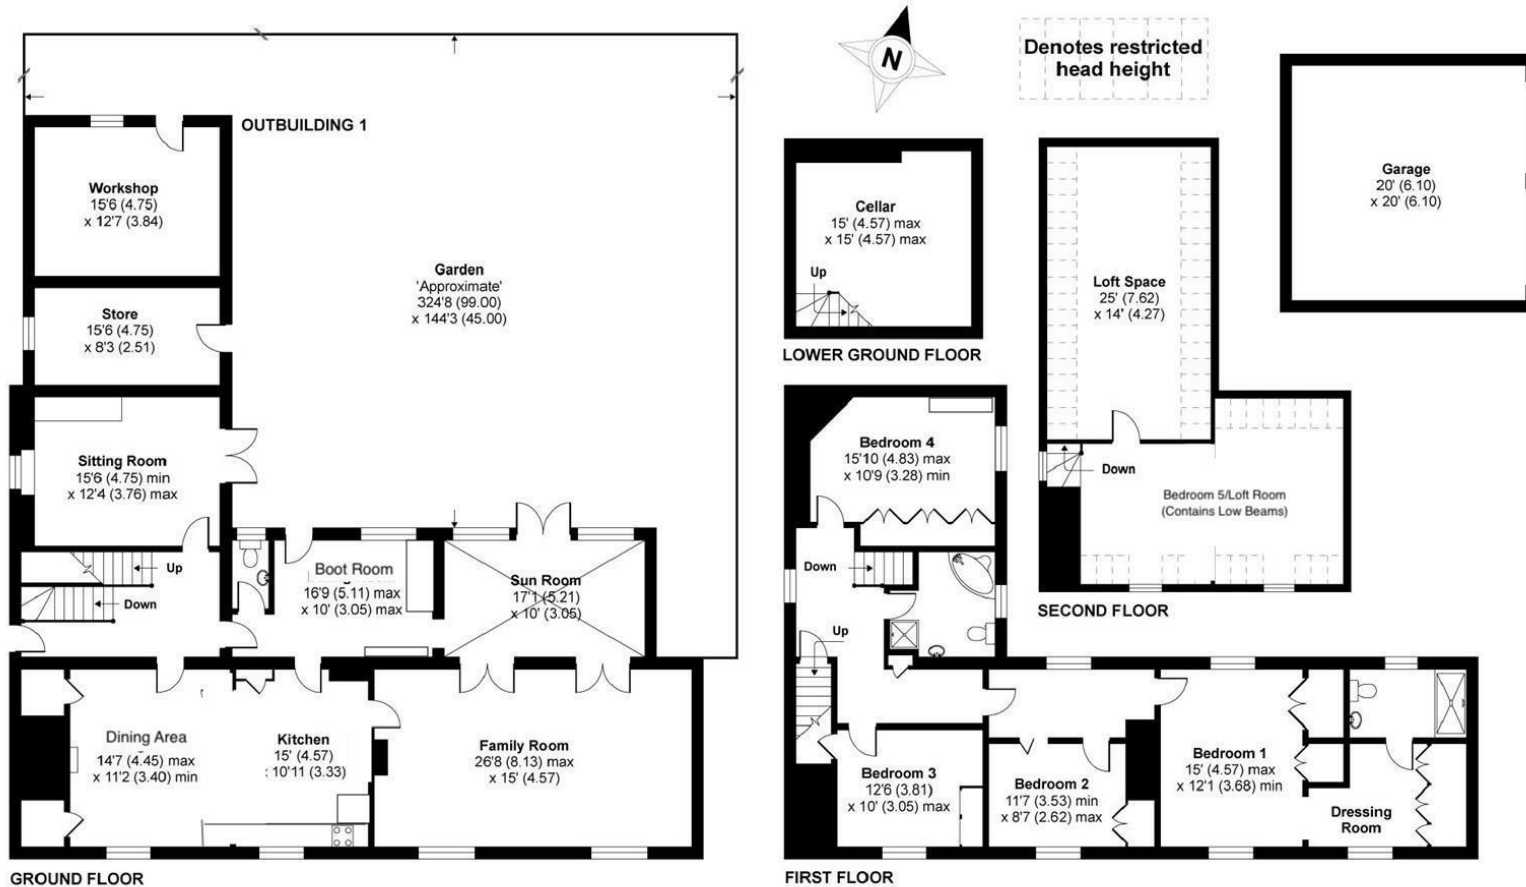 N
Denotes restricted
head height
OUTBUILDING 1
Workshop
15'6 (4.75)
x 12'7 (3.84)
Store
15'6 (4.75)
x 8'3 (2.51)
Garden
'Approximate'
324'8 (99.00)
x 144'3 (45.00)
Sitting Room
15'6 (4.75) min
x 12'4 (3.76) max
Up
Down
Boot Room
16'9 (5.11) max
x 10' (3.05) max
Sun Room
17'1 (5.21)
x 10' (3.05)
Dining Area
14'7 (4.45) max
x 11'2 (3.40) min
Kitchen
15' (4.57)
: 10'11 (3.33)
Family Room
26'8 (8.13) max
x 15' (4.57)
GROUND FLOOR
Cellar
15' (4.57) max
x 15' (4.57) max
Up
LOWER GROUND FLOOR
Loft Space
25' (7.62)
x 14' (4.27)
Down
Bedroom 5/Loft Room
(Contains Low Beams)
SECOND FLOOR
Garage
20' (6.10)
x 20' (6.10)
Bedroom 4
15'10 (4.83) max
x 10'9 (3.28) min
Down
Up
Bedroom 3
12'6 (3.81)
x 10' (3.05) max
Bedroom 2
11'7 (3.53) min
x 8'7 (2.62) max
Bedroom 1
15' (4.57) max
x 12'1 (3.68) min
Dressing
Room
FIRST FLOOR